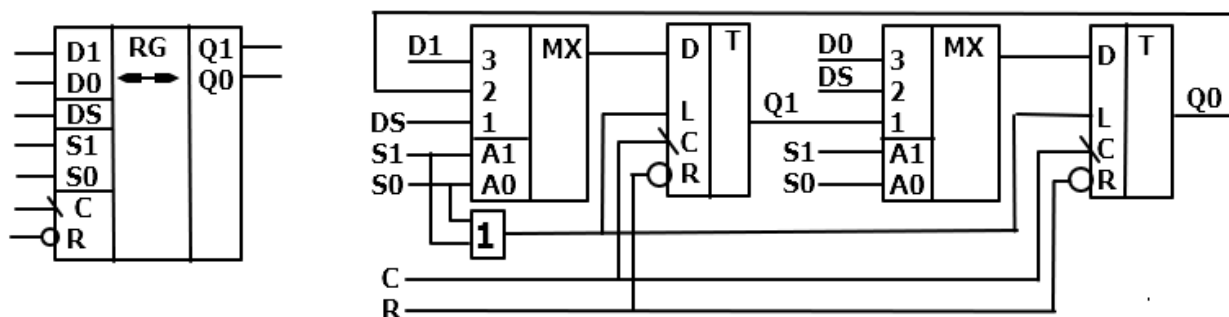 D1 RG Q1
D0 Q0
DS
S1
S0
C
R
D1 3 MX D T
2 L
DS 1 C
S1 A1 R
S0 A0
1
Q1
D0 3 MX D T
DS 2 L
1 C
S1 A1 R
S0 A0
Q0
C
R